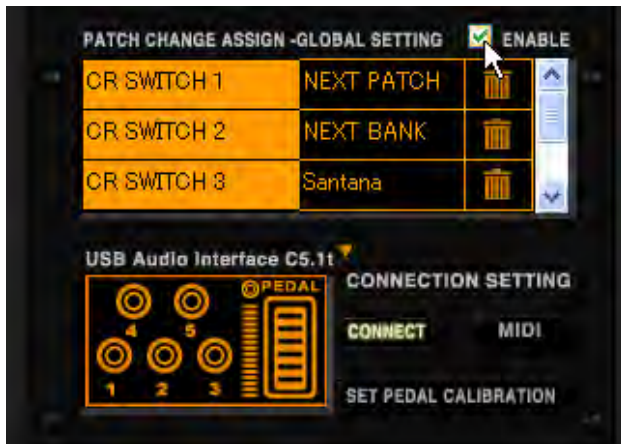 PATCH CHANGE ASSIGN -GLOBAL SETTING ENABLE
CR SWITCH 1 NEXT PATCH
CR SWITCH 2 NEXT BANK
CR SWITCH 3 Santana
USB Audio Interface C5.1t
PEDAL
CONNECTION SETTING
4 5
CONNECT MIDI
1 2 3
SET PEDAL CALIBRATION